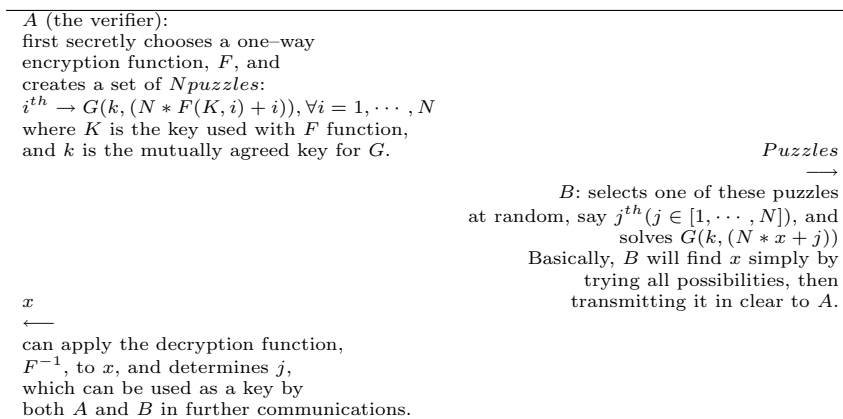 A (the verifier):
first secretly chooses a one–way
encryption function, F, and
creates a set of Npuzzles:
i^{th} → G(k, (N * F(K, i) + i)), ∀i = 1, · · · , N
where K is the key used with F function,
and k is the mutually agreed key for G.
Puzzles
⟶
B: selects one of these puzzles
at random, say j^{th}(j ∈ [1, · · · , N]), and
solves G(k, (N * x + j))
Basically, B will find x simply by
trying all possibilities, then
transmitting it in clear to A.
x
⟵
can apply the decryption function,
F^{−1}, to x, and determines j,
which can be used as a key by
both A and B in further communications.